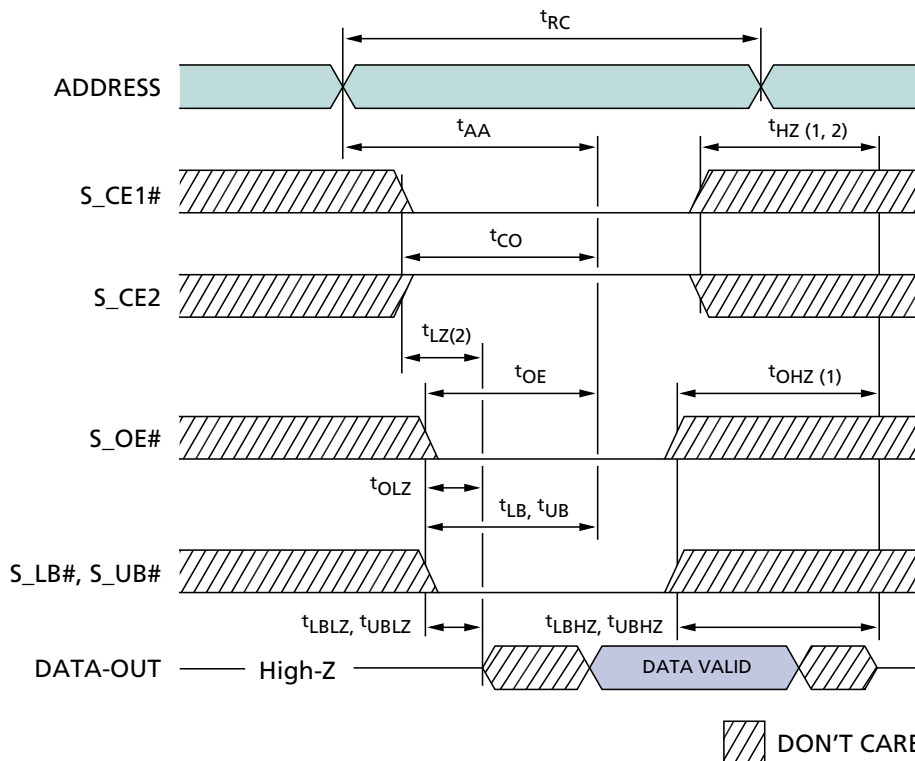 tRC
ADDRESS
tAA
tHZ (1, 2)
S_CE1#
tCO
S_CE2
tLZ(2)
tOE
tOHZ (1)
S_OE#
tOLZ
tLB, tUB
S_LB#, S_UB#
tLBLZ, tUBLZ
tLBHZ, tUBHZ
DATA-OUT
High-Z
DATA VALID
DON'T CARE